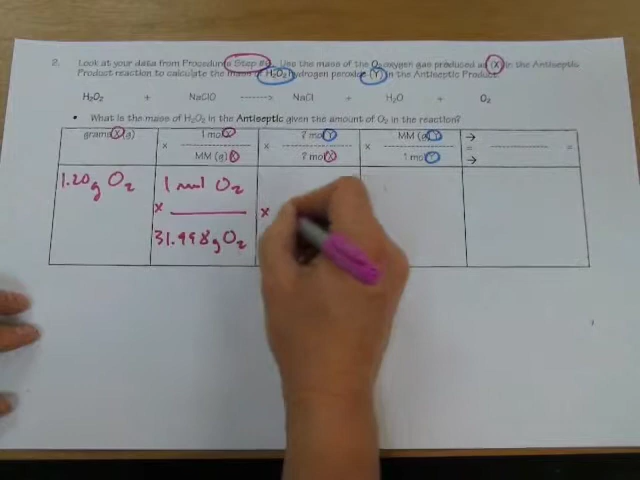 2. Look at your data from Procedure Step 8. Use the mass of the O₂ oxygen gas produced as (X) in the Antiseptic
Product reaction to calculate the mass of H₂O₂ hydrogen peroxide (Y) in the Antiseptic Product.
H₂O₂ + NaClO ----> NaCl + H₂O + O₂
• What is the mass of H₂O₂ in the Antiseptic given the amount of O₂ in the reaction?
grams X (g) x 1 mol X x ? mol Y x MM (g) Y → =
MM (g) X ? mol X 1 mol Y = →
1.20g O₂ 1 mol O₂
x x
31.998g O₂